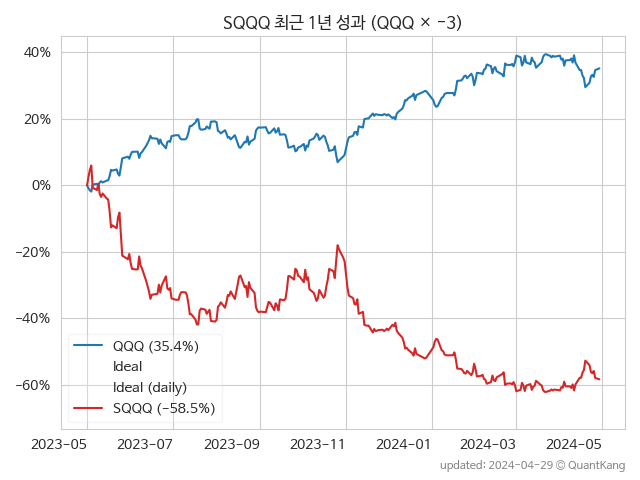 SQQQ 최근 1년 성과 (QQQ × −3)
40%
20%
0%
−20%
−40%
−60%
QQQ (35.4%)
Ideal
Ideal (daily)
SQQQ (−58.5%)
2023-05 2023-07 2023-09 2023-11 2024-01 2024-03 2024-05
updated: 2024-04-29 © QuantKang